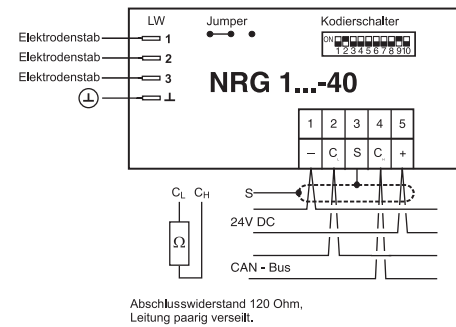 LW Jumper Kodierschalter
Elektrodenstab 1
Elektrodenstab 2
Elektrodenstab 3
ON
1 2 3 4 5 6 7 8 9 10
NRG 1...-40
1 2 3 4 5
– CL S CH +
CL CH
S
24V DC
Ω
CAN - Bus
Abschlusswiderstand 120 Ohm,
Leitung paarig verseilt.